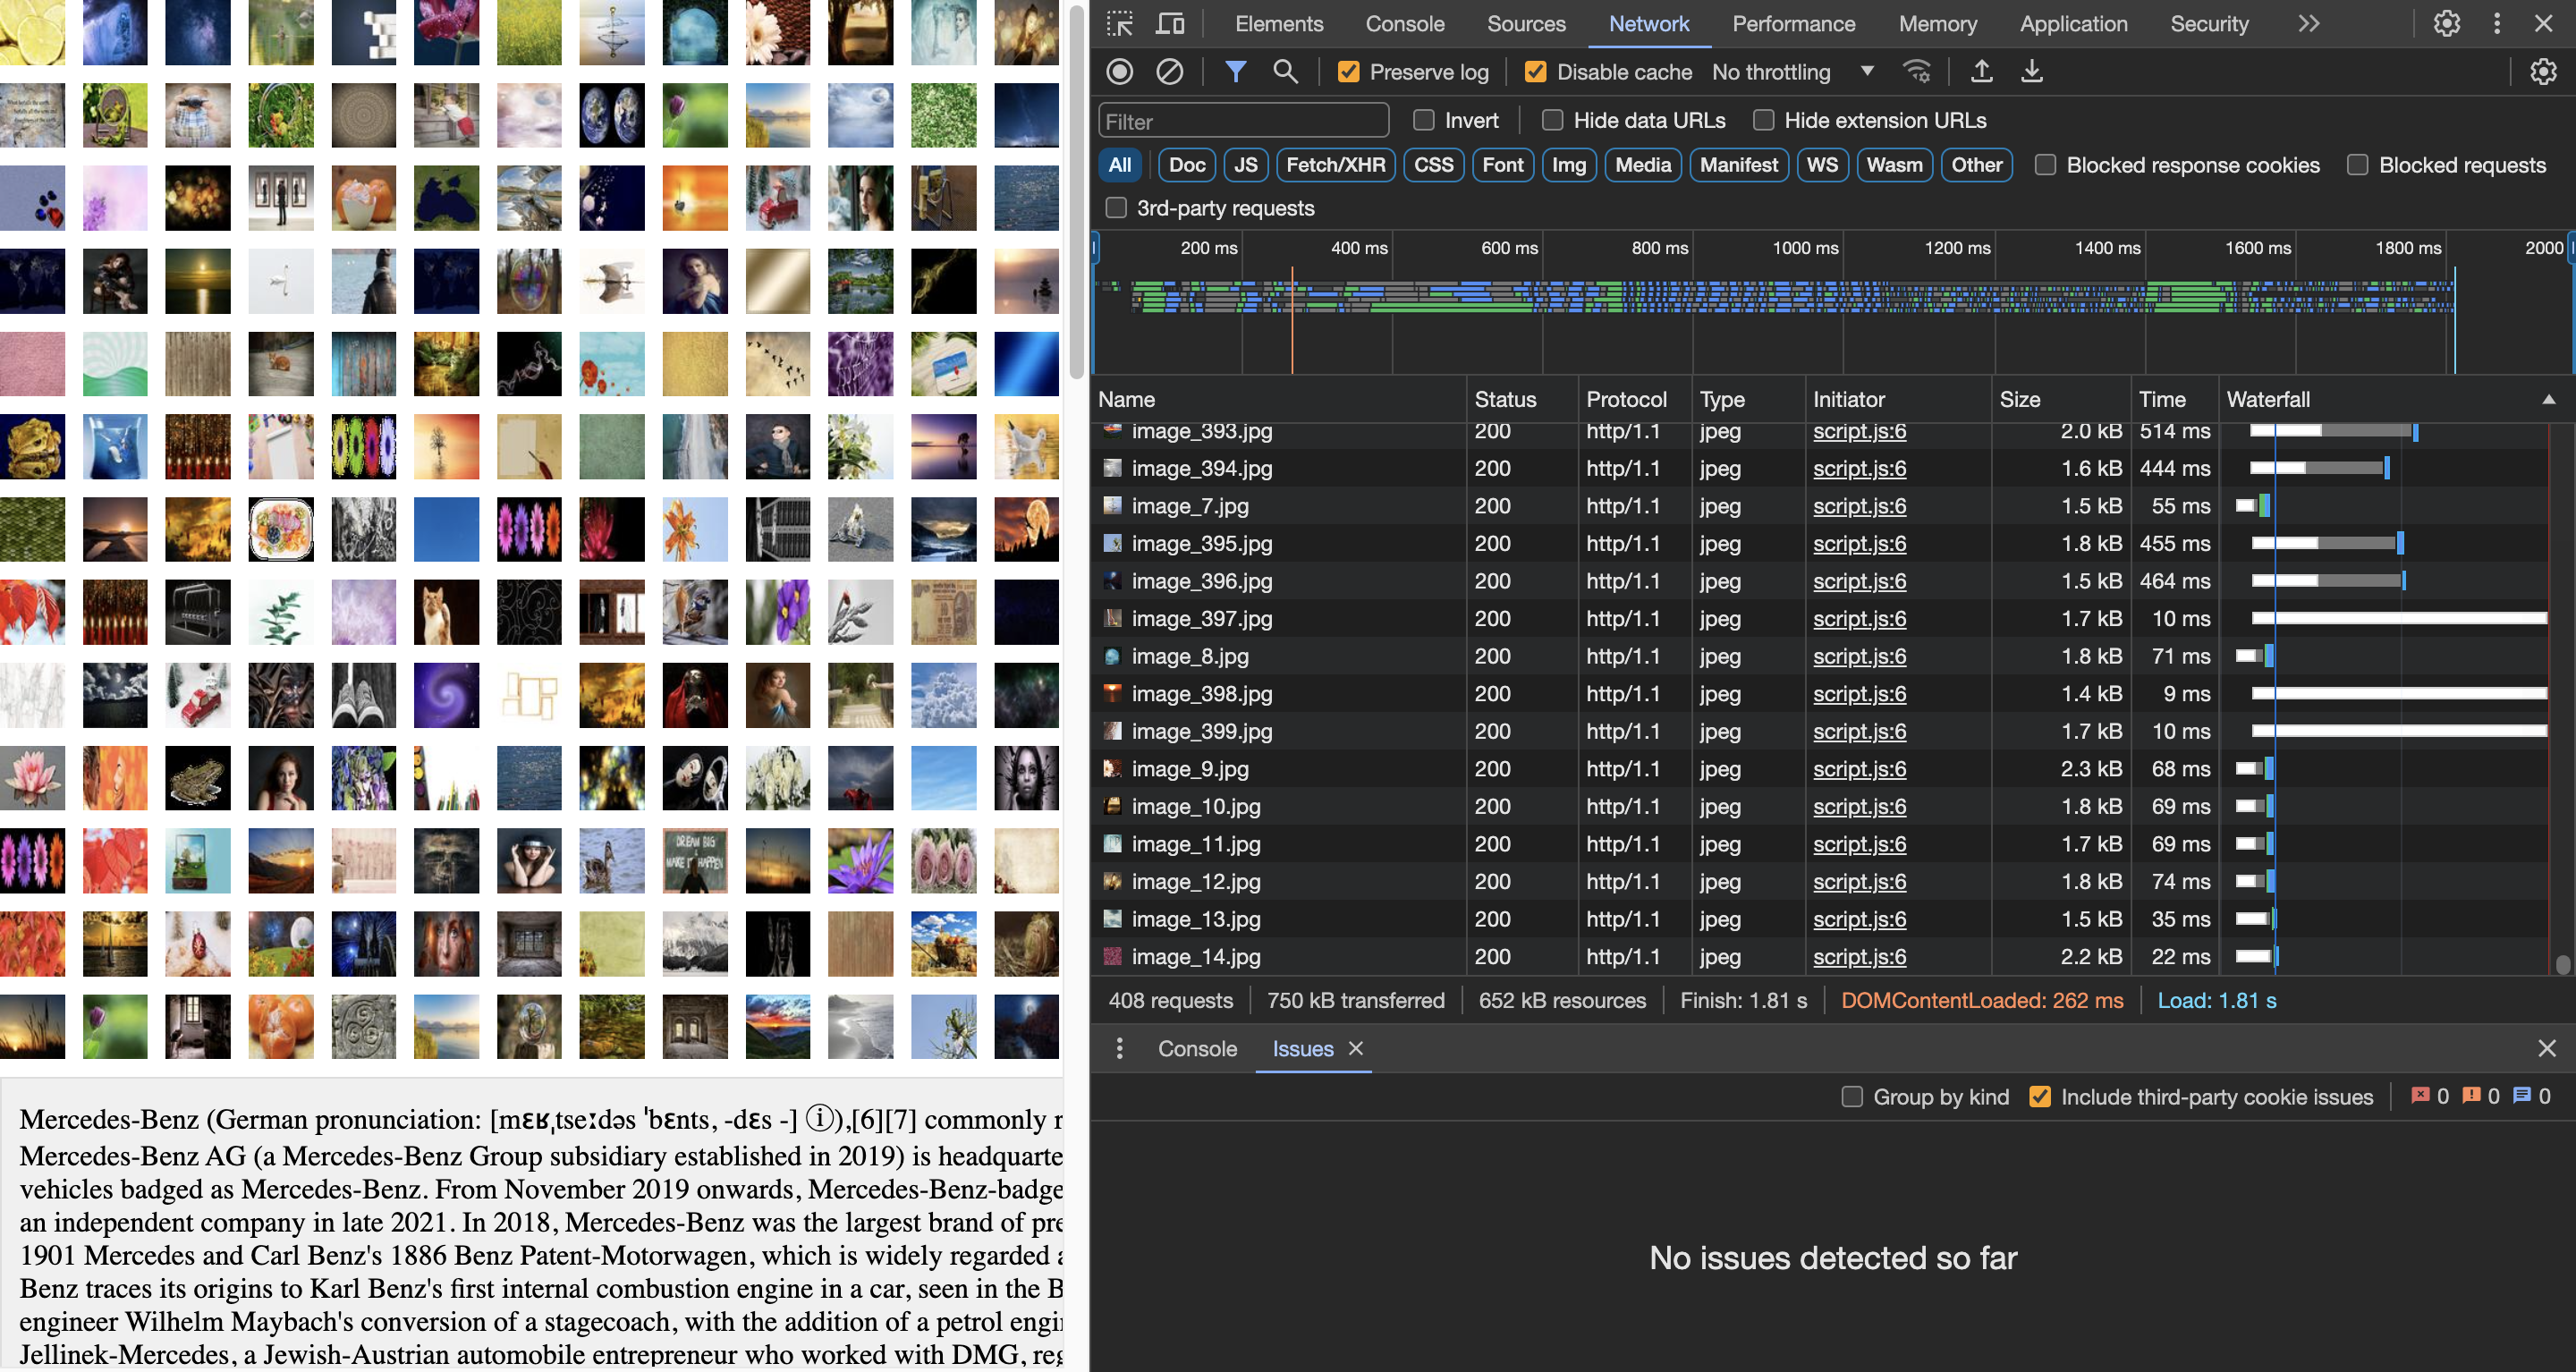 Elements Console Sources Network Performance Memory Application Security
Preserve log Disable cache No throttling
Filter Invert Hide data URLs Hide extension URLs
All Doc JS Fetch/XHR CSS Font Img Media Manifest WS Wasm Other Blocked response cookies Blocked requests
3rd-party requests
200 ms 400 ms 600 ms 800 ms 1000 ms 1200 ms 1400 ms 1600 ms 1800 ms 2000
Name Status Protocol Type Initiator Size Time Waterfall
image_393.jpg 200 http/1.1 jpeg script.js:6 2.0 kB 514 ms
image_394.jpg 200 http/1.1 jpeg script.js:6 1.6 kB 444 ms
image_7.jpg 200 http/1.1 jpeg script.js:6 1.5 kB 55 ms
image_395.jpg 200 http/1.1 jpeg script.js:6 1.8 kB 455 ms
image_396.jpg 200 http/1.1 jpeg script.js:6 1.5 kB 464 ms
image_397.jpg 200 http/1.1 jpeg script.js:6 1.7 kB 10 ms
image_8.jpg 200 http/1.1 jpeg script.js:6 1.8 kB 71 ms
image_398.jpg 200 http/1.1 jpeg script.js:6 1.4 kB 9 ms
image_399.jpg 200 http/1.1 jpeg script.js:6 1.7 kB 10 ms
image_9.jpg 200 http/1.1 jpeg script.js:6 2.3 kB 68 ms
image_10.jpg 200 http/1.1 jpeg script.js:6 1.8 kB 69 ms
image_11.jpg 200 http/1.1 jpeg script.js:6 1.7 kB 69 ms
image_12.jpg 200 http/1.1 jpeg script.js:6 1.8 kB 74 ms
image_13.jpg 200 http/1.1 jpeg script.js:6 1.5 kB 35 ms
image_14.jpg 200 http/1.1 jpeg script.js:6 2.2 kB 22 ms
408 requests 750 kB transferred 652 kB resources Finish: 1.81 s DOMContentLoaded: 262 ms Load: 1.81 s
Console Issues
Group by kind Include third-party cookie issues 0 0 0
No issues detected so far
DREAM BIG
MAKE IT HAPPEN
Mercedes-Benz (German pronunciation: [mɛʁˌtseːdəs ˈbɛnts, -dɛs -] ⓘ),[6][7] commonly r
Mercedes-Benz AG (a Mercedes-Benz Group subsidiary established in 2019) is headquarte
vehicles badged as Mercedes-Benz. From November 2019 onwards, Mercedes-Benz-badge
an independent company in late 2021. In 2018, Mercedes-Benz was the largest brand of pre
1901 Mercedes and Carl Benz's 1886 Benz Patent-Motorwagen, which is widely regarded a
Benz traces its origins to Karl Benz's first internal combustion engine in a car, seen in the B
engineer Wilhelm Maybach's conversion of a stagecoach, with the addition of a petrol engi
Jellinek-Mercedes, a Jewish-Austrian automobile entrepreneur who worked with DMG, reg